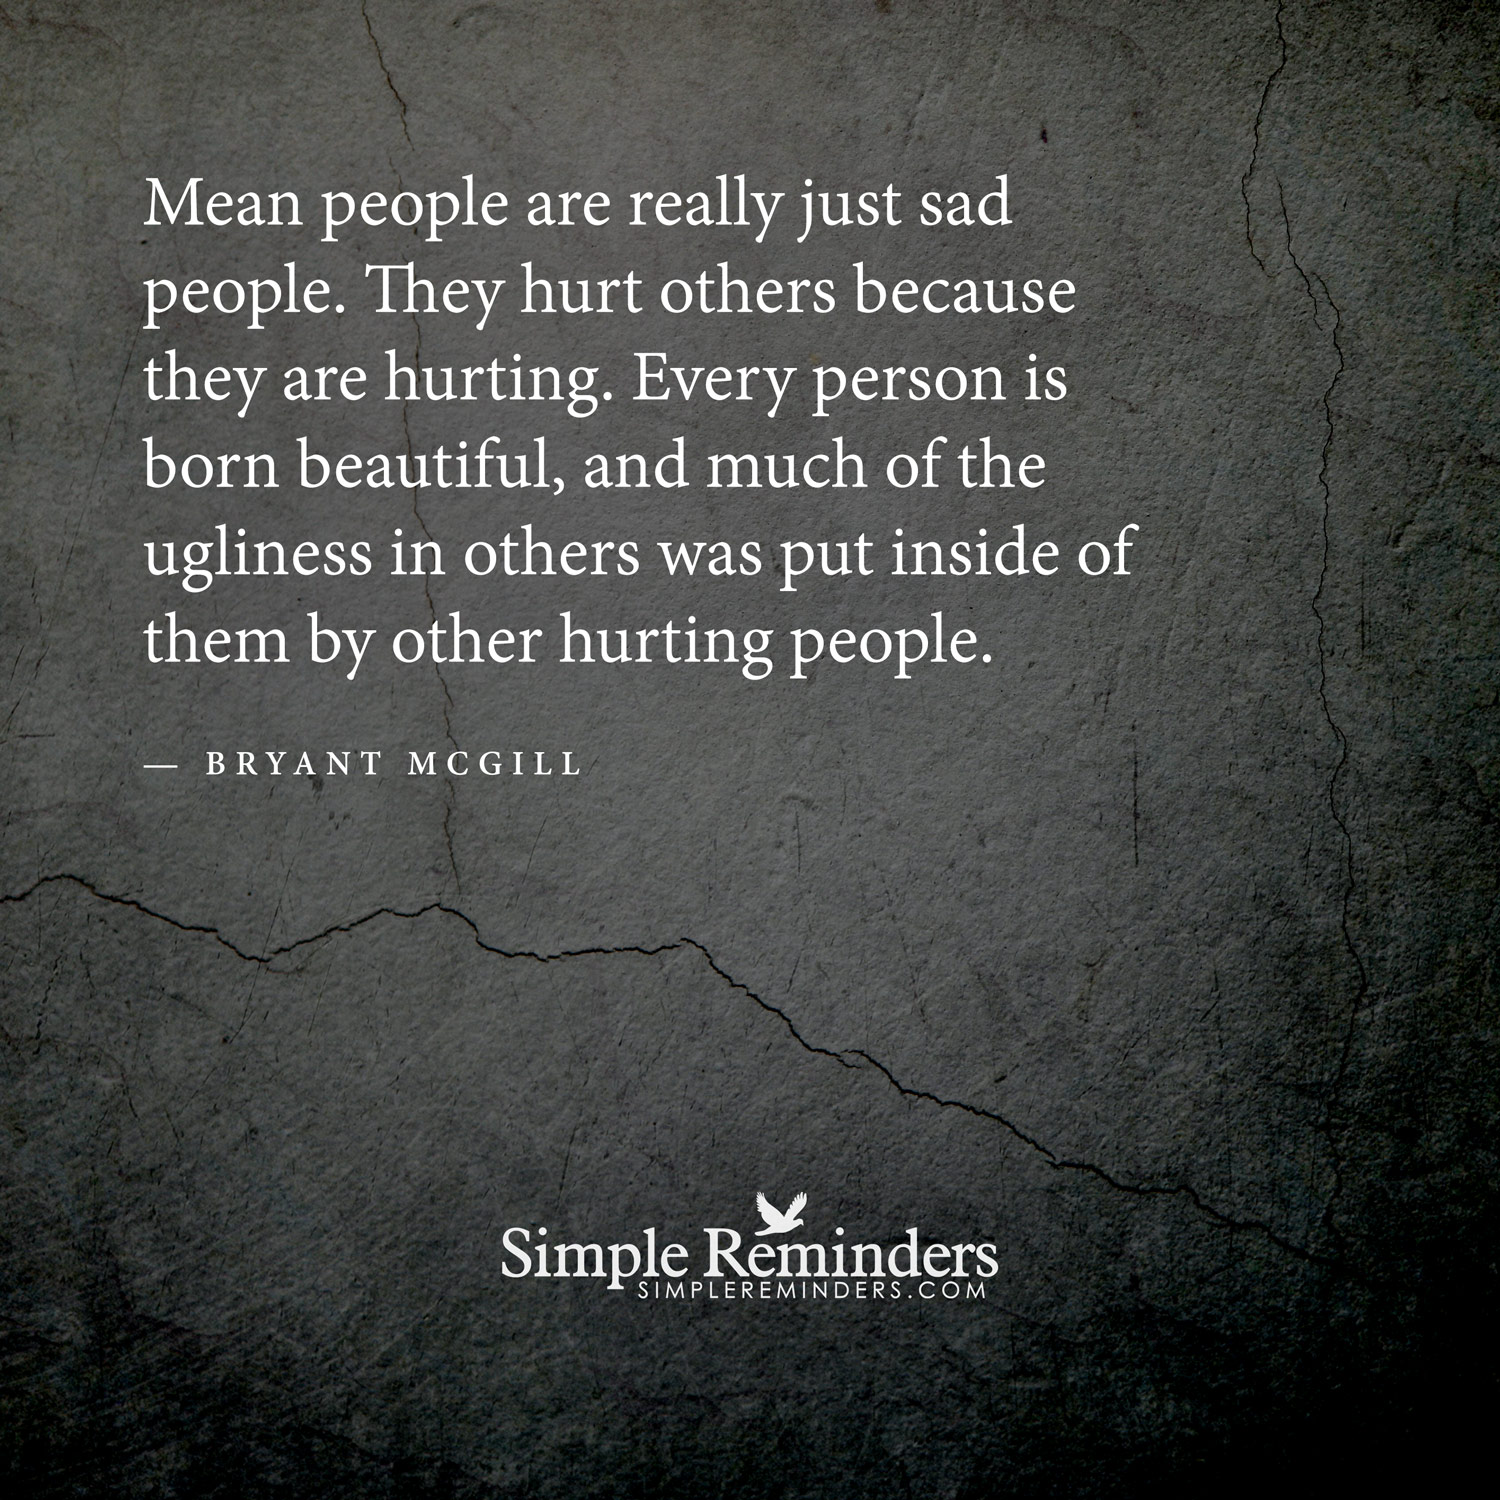 Mean people are really just sad
people. They hurt others because
they are hurting. Every person is
born beautiful, and much of the
ugliness in others was put inside of
them by other hurting people.
— BRYANT MCGILL
Simple Reminders
SIMPLEREMINDERS.COM